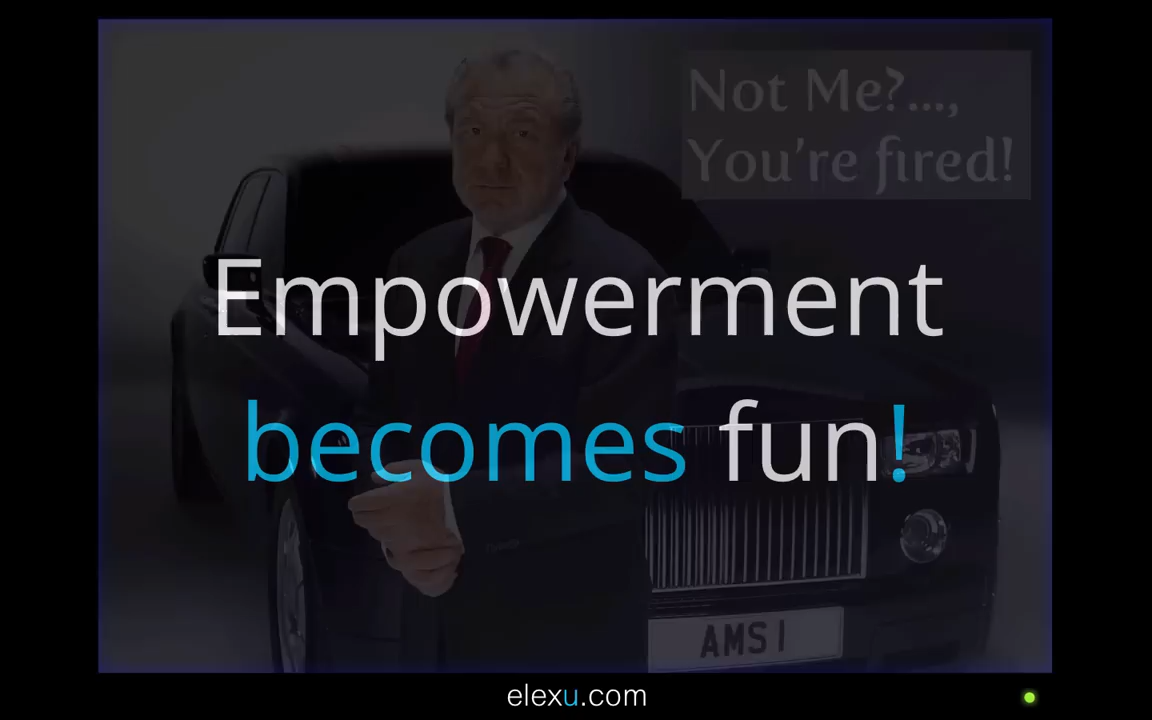 Not Me?...,
You're fired!
Empowerment
becomes fun!
AMS 1
elexu.com